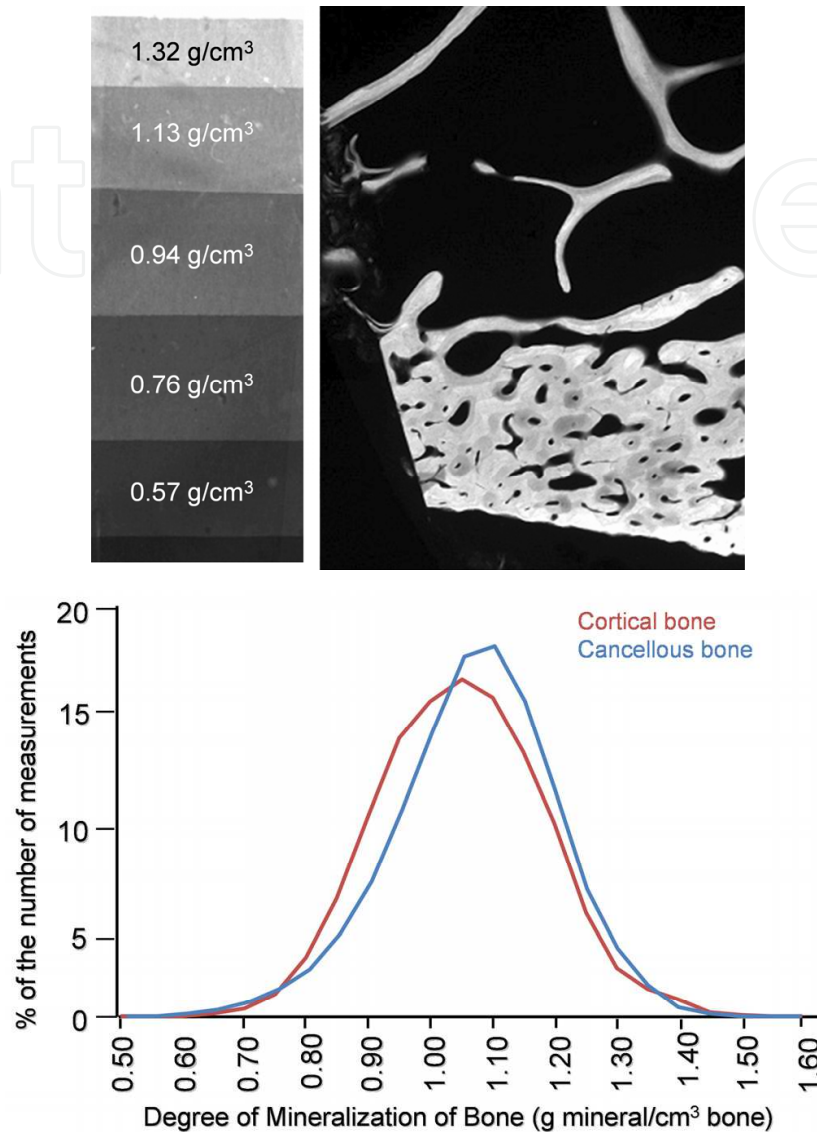 1.32 g/cm³
1.13 g/cm³
0.94 g/cm³
0.76 g/cm³
0.57 g/cm³
Cortical bone
Cancellous bone
% of the number of measurements
20
15
10
5
0
0.50 0.60 0.70 0.80 0.90 1.00 1.10 1.20 1.30 1.40 1.50 1.60
Degree of Mineralization of Bone (g mineral/cm³ bone)